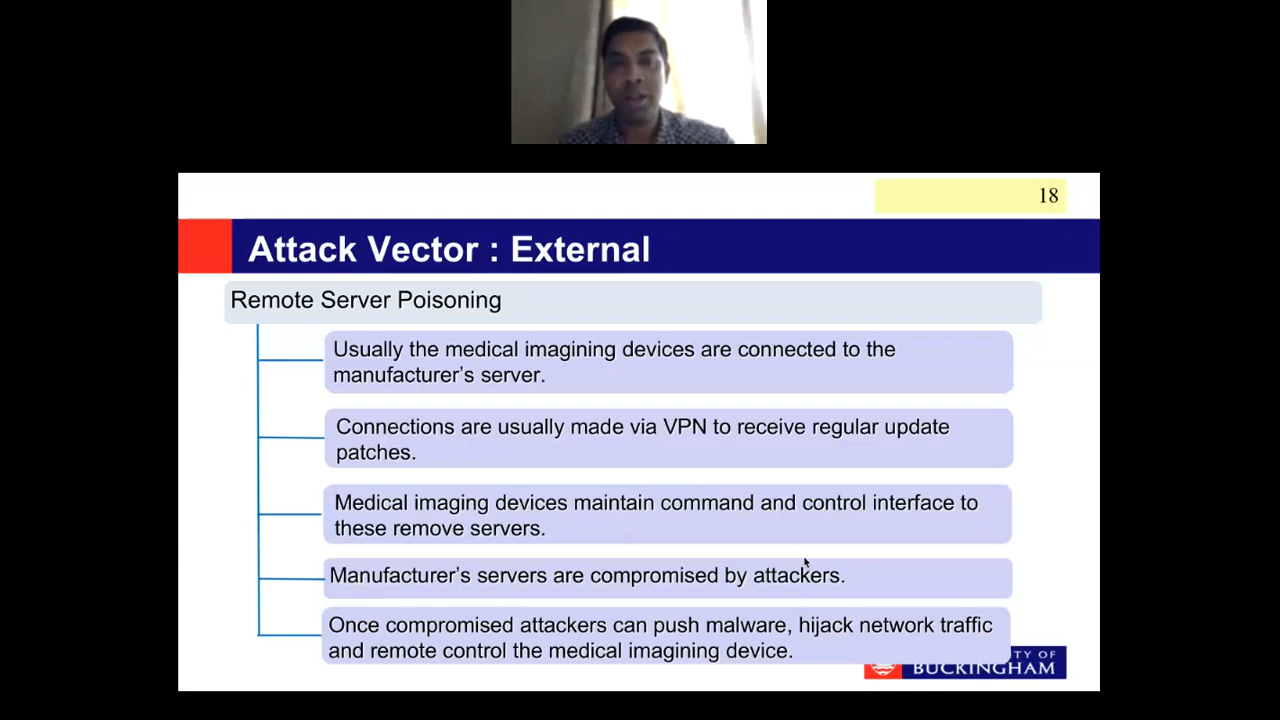 18
Attack Vector : External
Remote Server Poisoning
Usually the medical imagining devices are connected to the
manufacturer's server.
Connections are usually made via VPN to receive regular update
patches.
Medical imaging devices maintain command and control interface to
these remove servers.
Manufacturer's servers are compromised by attackers.
Once compromised attackers can push malware, hijack network traffic
and remote control the medical imagining device.
TY OF
BUCKINGHAM